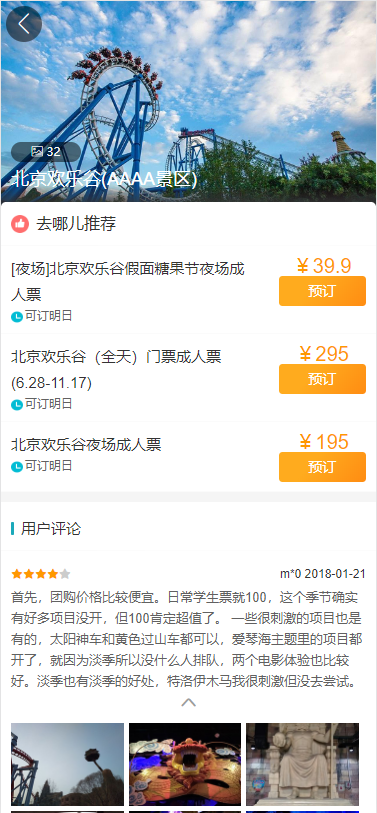 32
北京欢乐谷(AAAA景区)
去哪儿推荐
[夜场]北京欢乐谷假面糖果节夜场成
人票
¥39.9
预订
可订明日
北京欢乐谷（全天）门票成人票
(6.28-11.17)
¥295
预订
可订明日
北京欢乐谷夜场成人票
¥195
预订
可订明日
用户评论
m*0 2018-01-21
首先，团购价格比较便宜。日常学生票就100，这个季节确实
有好多项目没开，但100肯定超值了。 一些很刺激的项目也是
有的，太阳神车和黄色过山车都可以，爱琴海主题里的项目都
开了，就因为淡季所以没什么人排队，两个电影体验也比较
好。淡季也有淡季的好处，特洛伊木马我很刺激但没去尝试。